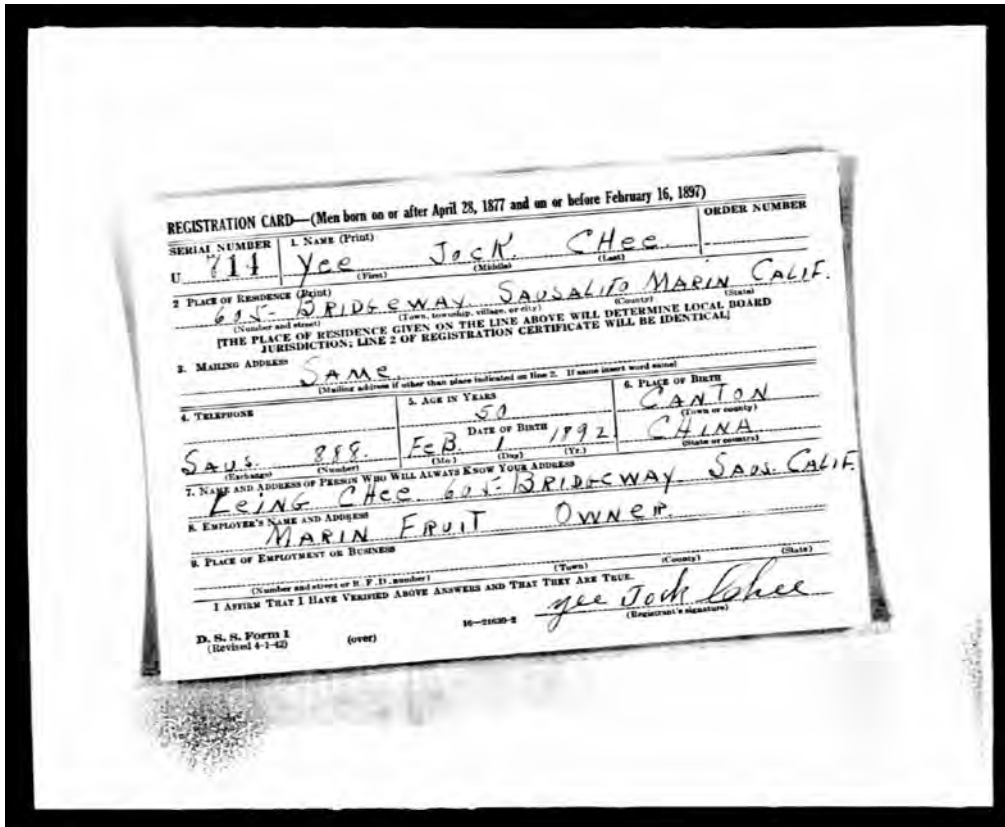 REGISTRATION CARD—(Men born on or after April 28, 1877 and on or before February 16, 1897)
SERIAL NUMBER 1. NAME (Print) ORDER NUMBER
U 714 Yee Jock CHee
(First) (Middle) (Last)
2 PLACE OF RESIDENCE (Print)
605- BRIDGEWAY SAUSALITO MARIN CALIF.
(Number and street) (Town, township, village, or city) (County) (State)
[THE PLACE OF RESIDENCE GIVEN ON THE LINE ABOVE WILL DETERMINE LOCAL BOARD
JURISDICTION; LINE 2 OF REGISTRATION CERTIFICATE WILL BE IDENTICAL]
3. MAILING ADDRESS
SAMe
(Mailing address if other than place indicated on line 2. If same insert word same)
4. TELEPHONE 5. AGE IN YEARS 6. PLACE OF BIRTH
50 CANTON
DATE OF BIRTH (Town or county)
SAUS. 888. FeB. 1 1892 CHINA
(Exchange) (Number) (Mo.) (Day) (Yr.) (State or country)
7. NAME AND ADDRESS OF PERSON WHO WILL ALWAYS KNOW YOUR ADDRESS
LeiNG CHee 605- BRIDGEWAY SAUS. CALIF.
8. EMPLOYER'S NAME AND ADDRESS
MARIN FRUIT OWNeR
9. PLACE OF EMPLOYMENT OR BUSINESS
(Number and street or R. F. D. number) (Town) (County) (State)
I AFFIRM THAT I HAVE VERIFIED ABOVE ANSWERS AND THAT THEY ARE TRUE.
yee Jock Chee
D. S. S. Form 1 16—21630-2 (Registrant's signature)
(Revised 4-1-42) (over)